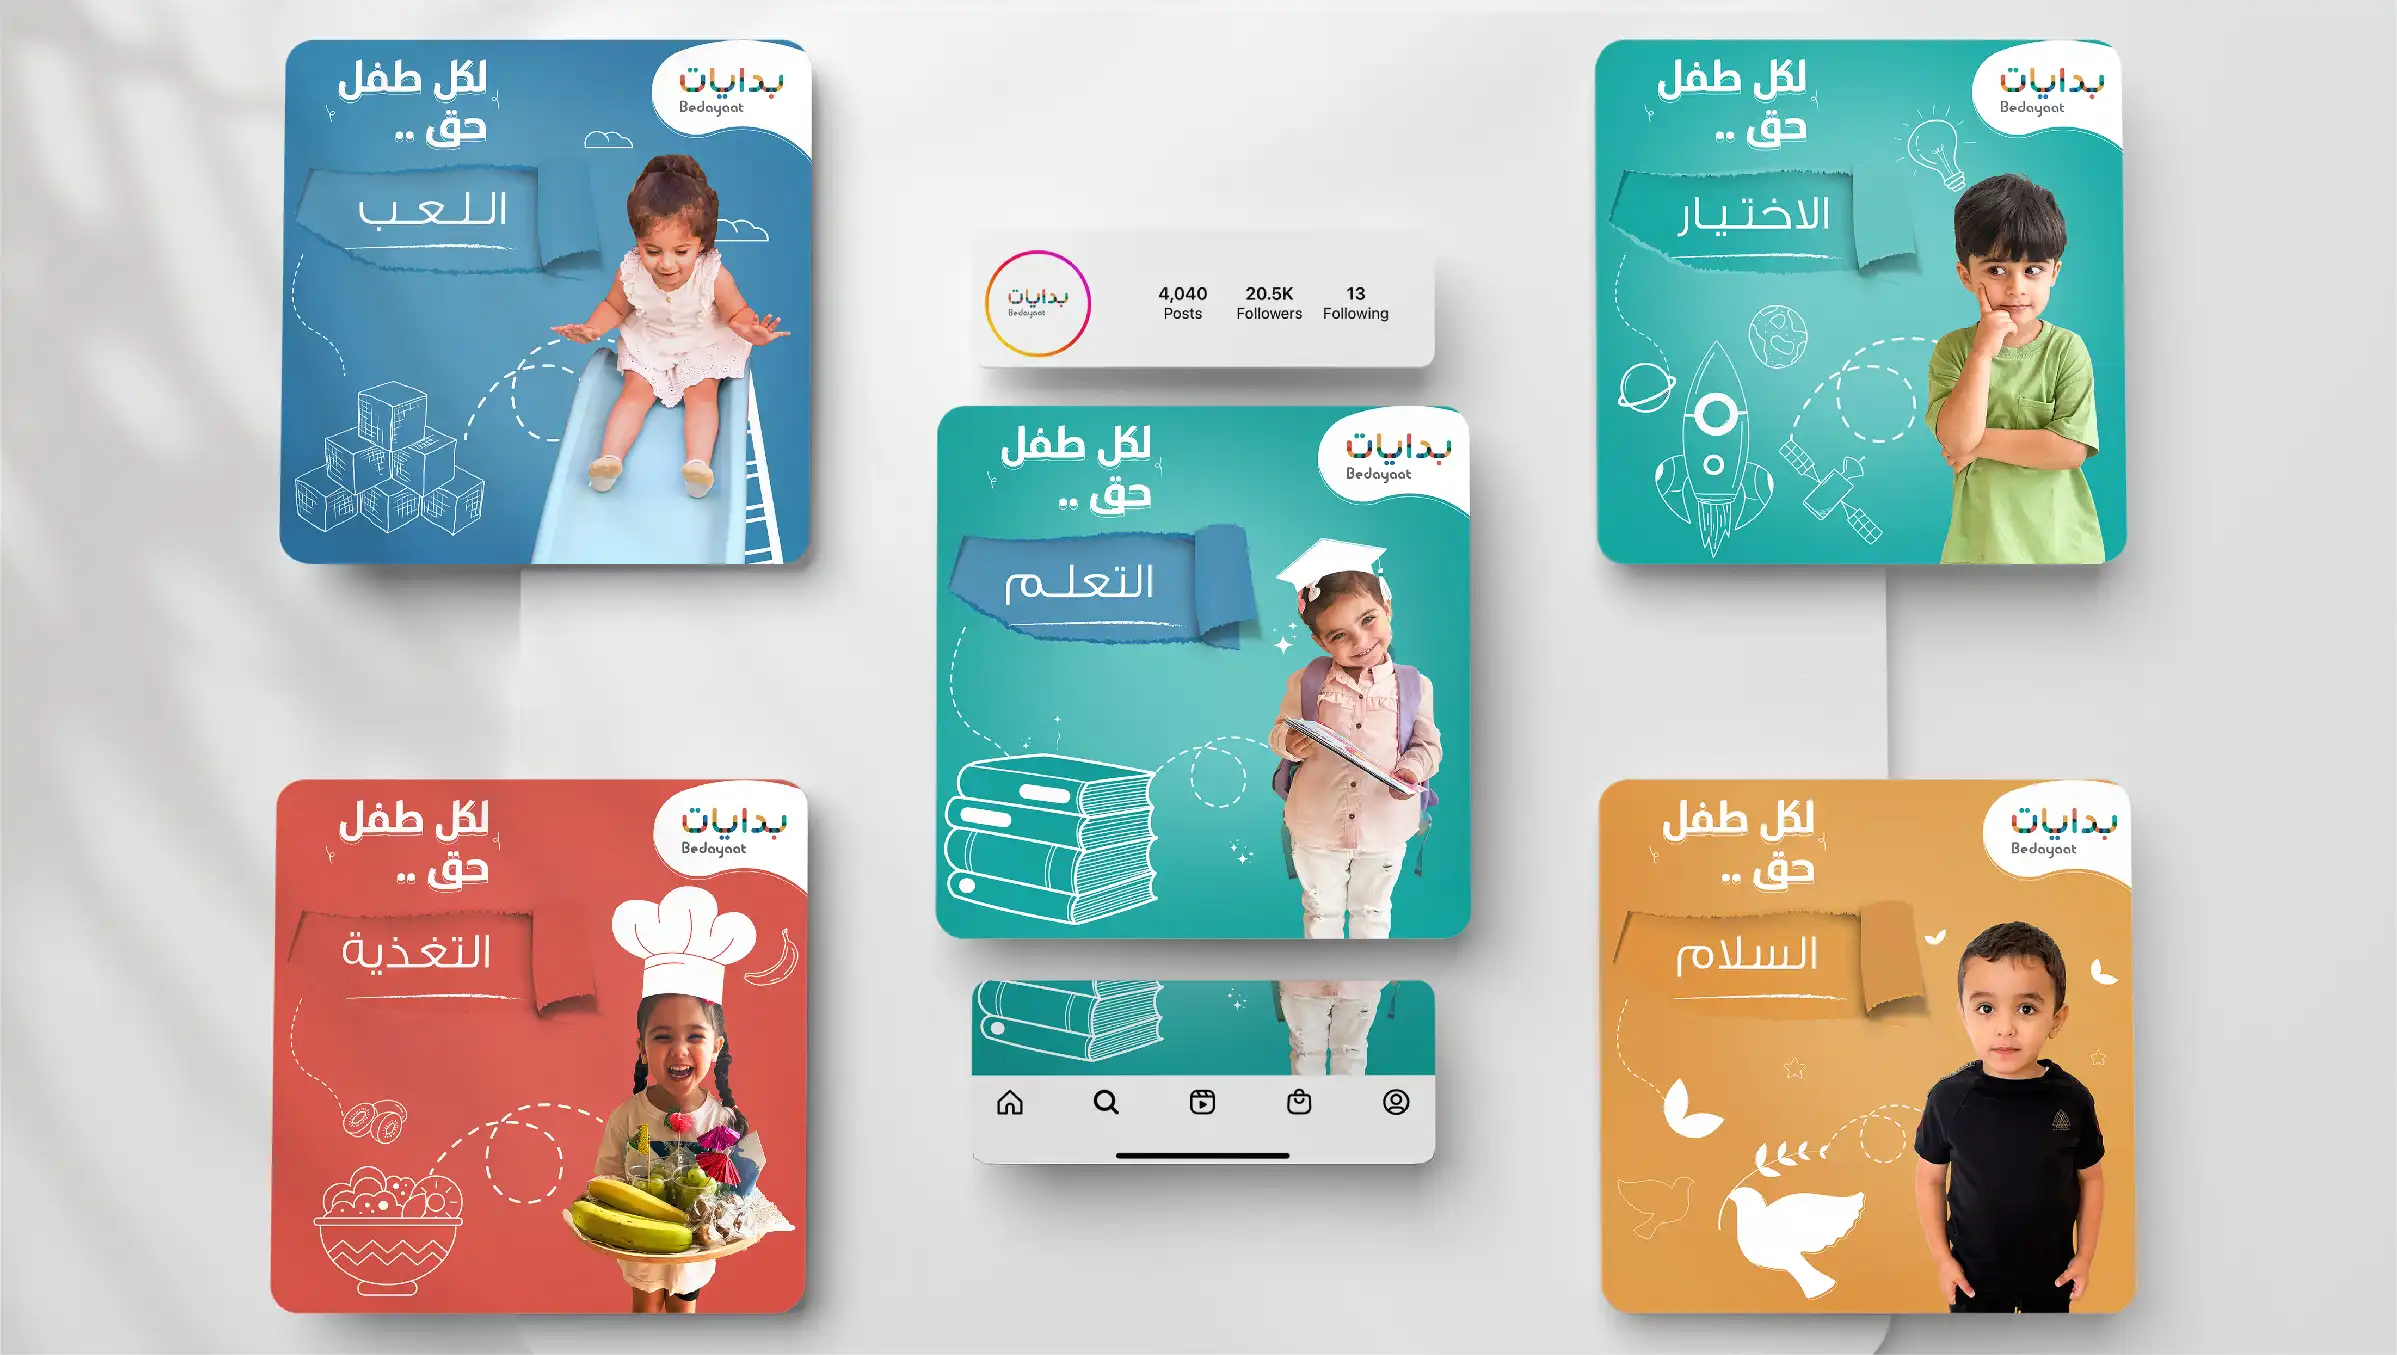 لكل طفل
حق ..
اللعب
بدايات
Bedayaat
لكل طفل
حق ..
الاختيار
بدايات
Bedayaat
بدايات
Bedayaat
4,040
Posts
20.5K
Followers
13
Following
لكل طفل
حق ..
التعلم
بدايات
Bedayaat
لكل طفل
حق ..
التغذية
بدايات
Bedayaat
لكل طفل
حق ..
السلام
بدايات
Bedayaat